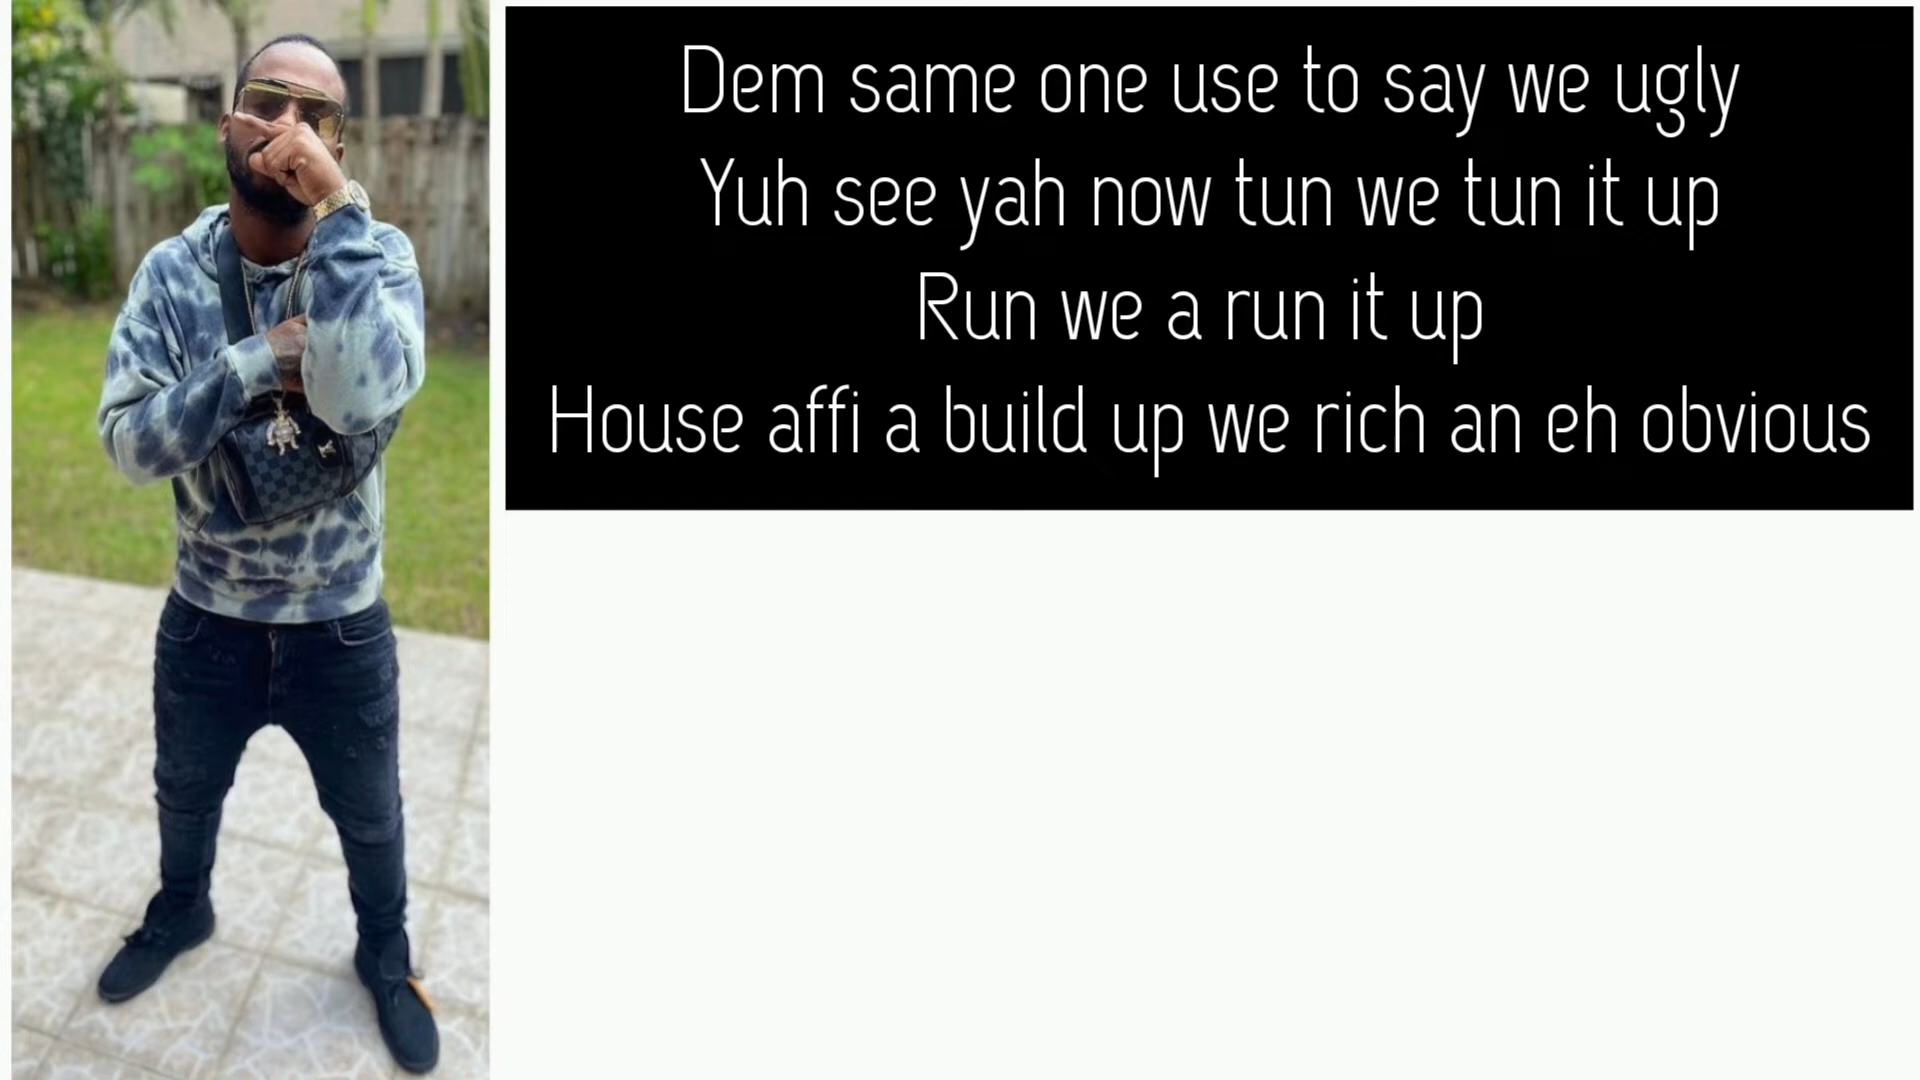 Dem same one use to say we ugly
Yuh see yah now tun we tun it up
Run we a run it up
House affi a build up we rich an eh obvious